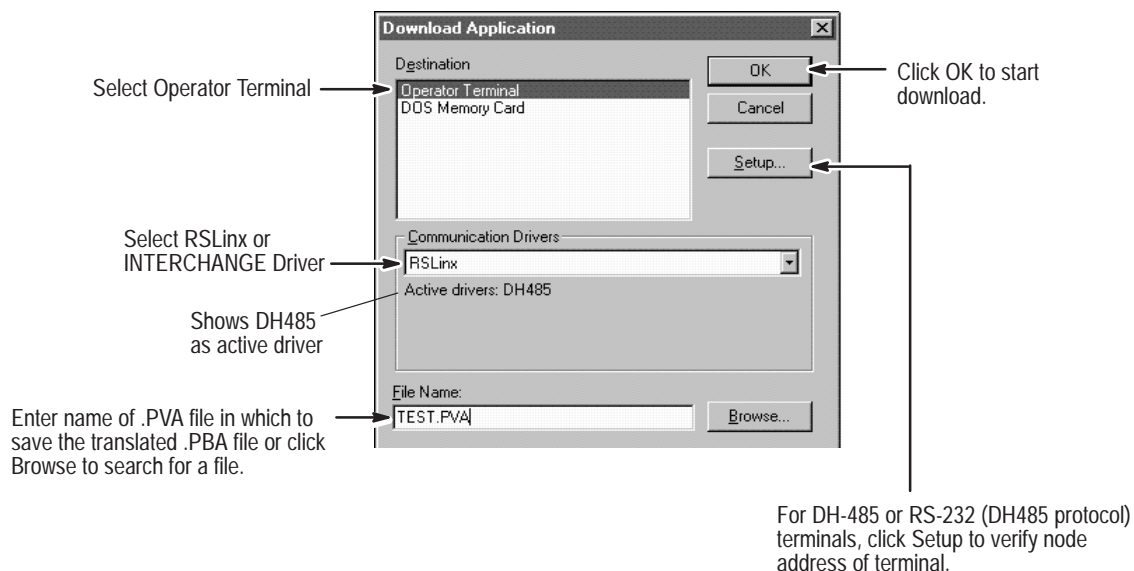 Download Application
Destination
Operator Terminal
DOS Memory Card
OK
Cancel
Setup...
Select Operator Terminal
Click OK to start
download.
Communication Drivers
RSLinx
Active drivers: DH485
Select RSLinx or
INTERCHANGE Driver
Shows DH485
as active driver
File Name:
TEST.PVA
Browse...
Enter name of .PVA file in which to
save the translated .PBA file or click
Browse to search for a file.
For DH-485 or RS-232 (DH485 protocol)
terminals, click Setup to verify node
address of terminal.